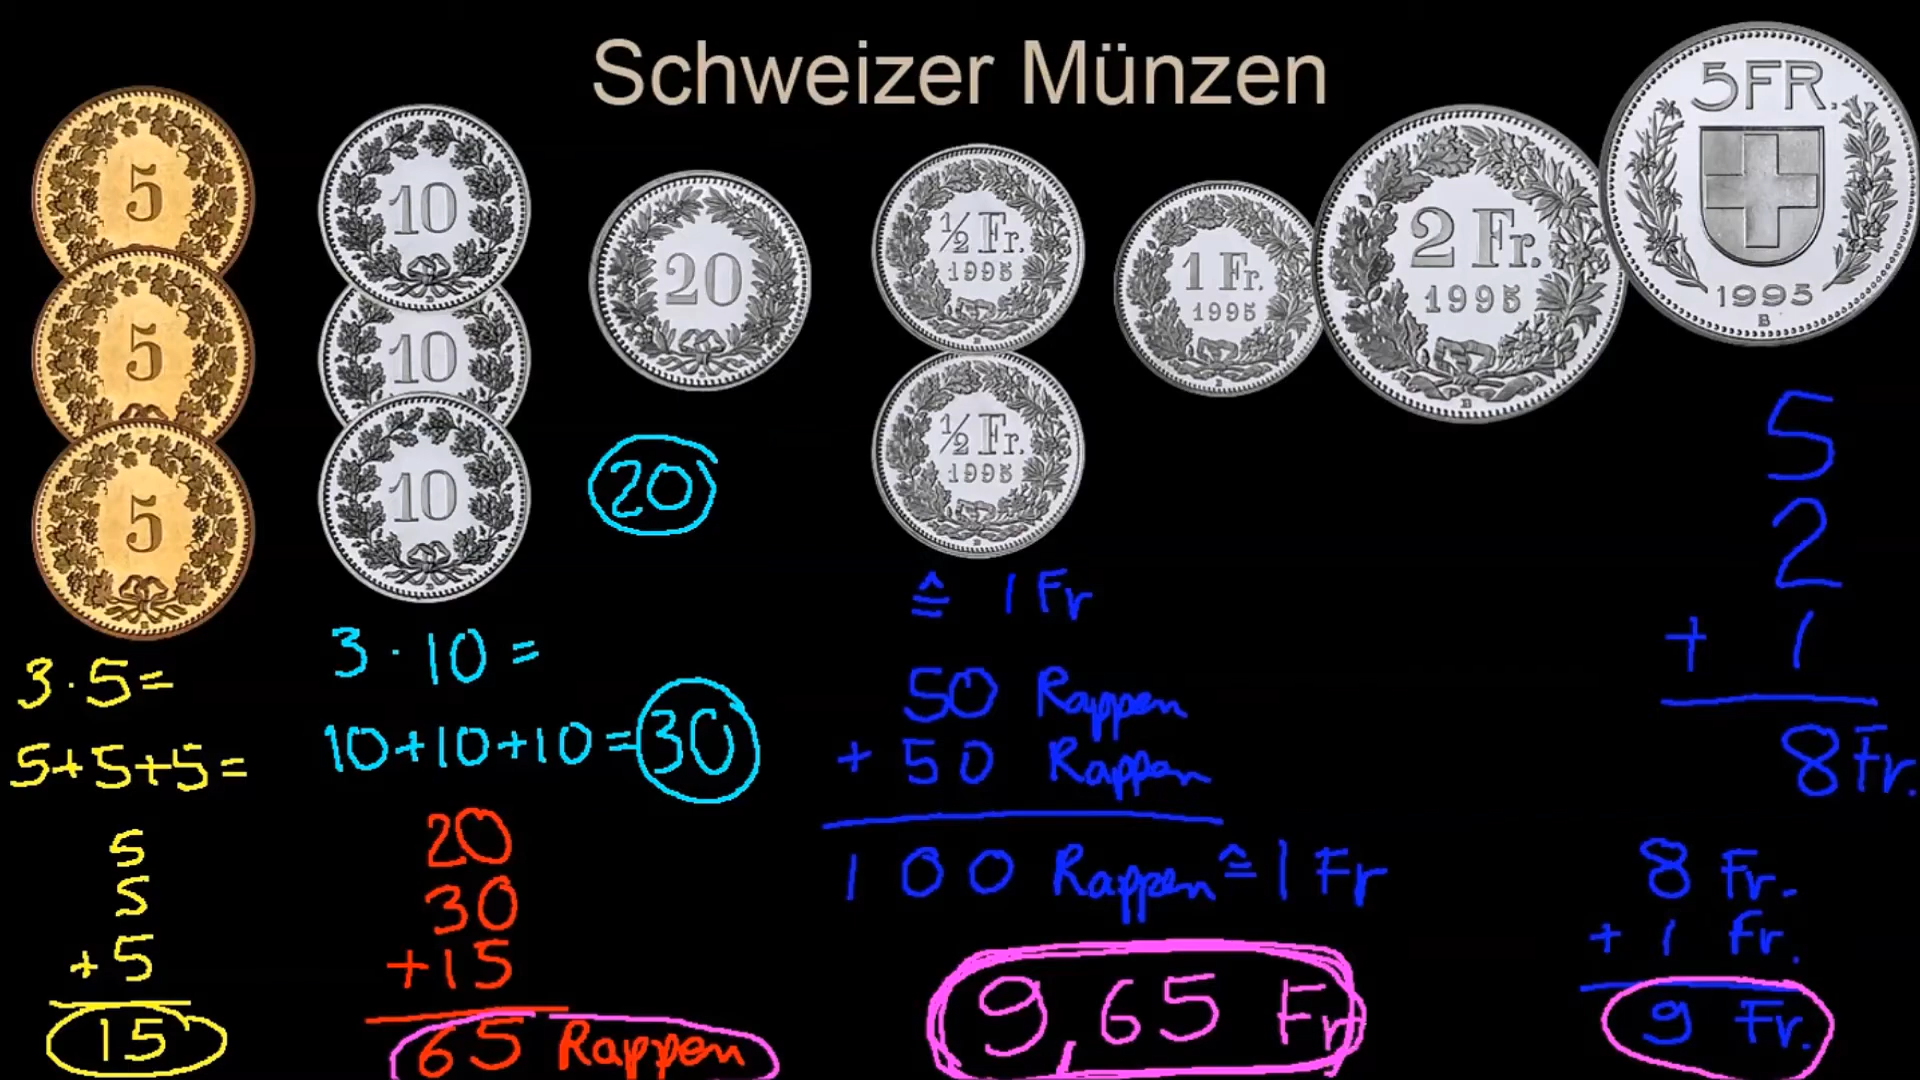 Schweizer Münzen
5
5
5
10
10
10
20
½ Fr.
1995
½ Fr.
1995
1 Fr.
1995
B
2 Fr.
1995
B
5 FR.
1995
B
3·5=
5+5+5=
5
5
+5
15
3·10=
10+10+10=30
20
20
30
+15
65 Rappen
≙ 1 Fr
50 Rappen
+ 50 Rappen
100 Rappen ≙ 1 Fr
9,65 Fr
5
2
+ 1
8 Fr.
8 Fr.
+ 1 Fr.
9 Fr.